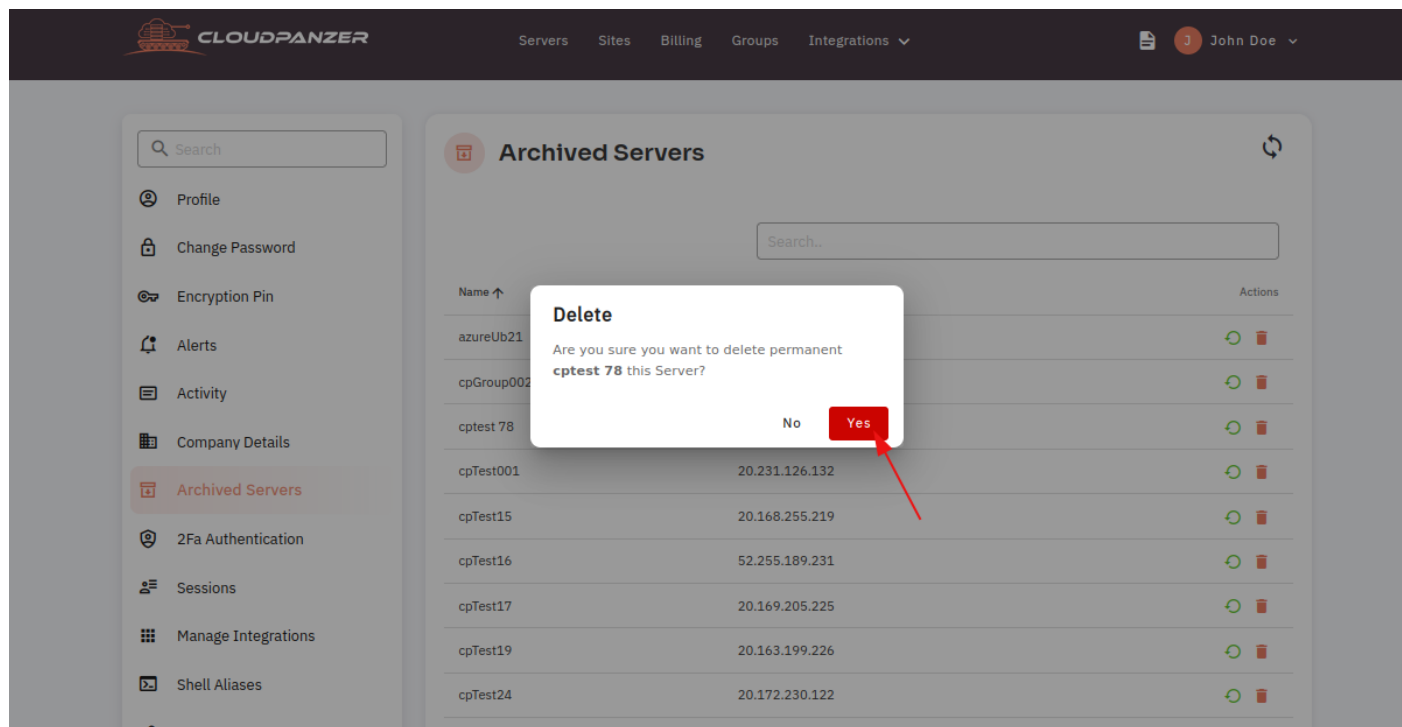 CLOUDPANZER
Servers Sites Billing Groups Integrations
J John Doe
Search
Profile
Change Password
Encryption Pin
Alerts
Activity
Company Details
Archived Servers
2Fa Authentication
Sessions
Manage Integrations
Shell Aliases
Archived Servers
Search..
Name Actions
azureUb21
cpGroup002
cptest 78
cpTest001 20.231.126.132
cpTest15 20.168.255.219
cpTest16 52.255.189.231
cpTest17 20.169.205.225
cpTest19 20.163.199.226
cpTest24 20.172.230.122
Delete
Are you sure you want to delete permanent
cptest 78 this Server?
No Yes